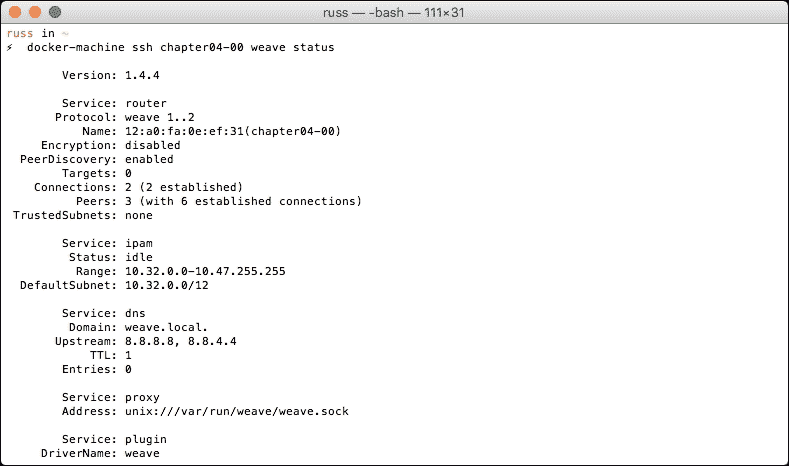 russ — -bash — 111×31
russ in ~
⚡ docker-machine ssh chapter04-00 weave status
Version: 1.4.4
Service: router
Protocol: weave 1..2
Name: 12:a0:fa:0e:ef:31(chapter04-00)
Encryption: disabled
PeerDiscovery: enabled
Targets: 0
Connections: 2 (2 established)
Peers: 3 (with 6 established connections)
TrustedSubnets: none
Service: ipam
Status: idle
Range: 10.32.0.0-10.47.255.255
DefaultSubnet: 10.32.0.0/12
Service: dns
Domain: weave.local.
Upstream: 8.8.8.8, 8.8.4.4
TTL: 1
Entries: 0
Service: proxy
Address: unix:///var/run/weave/weave.sock
Service: plugin
DriverName: weave